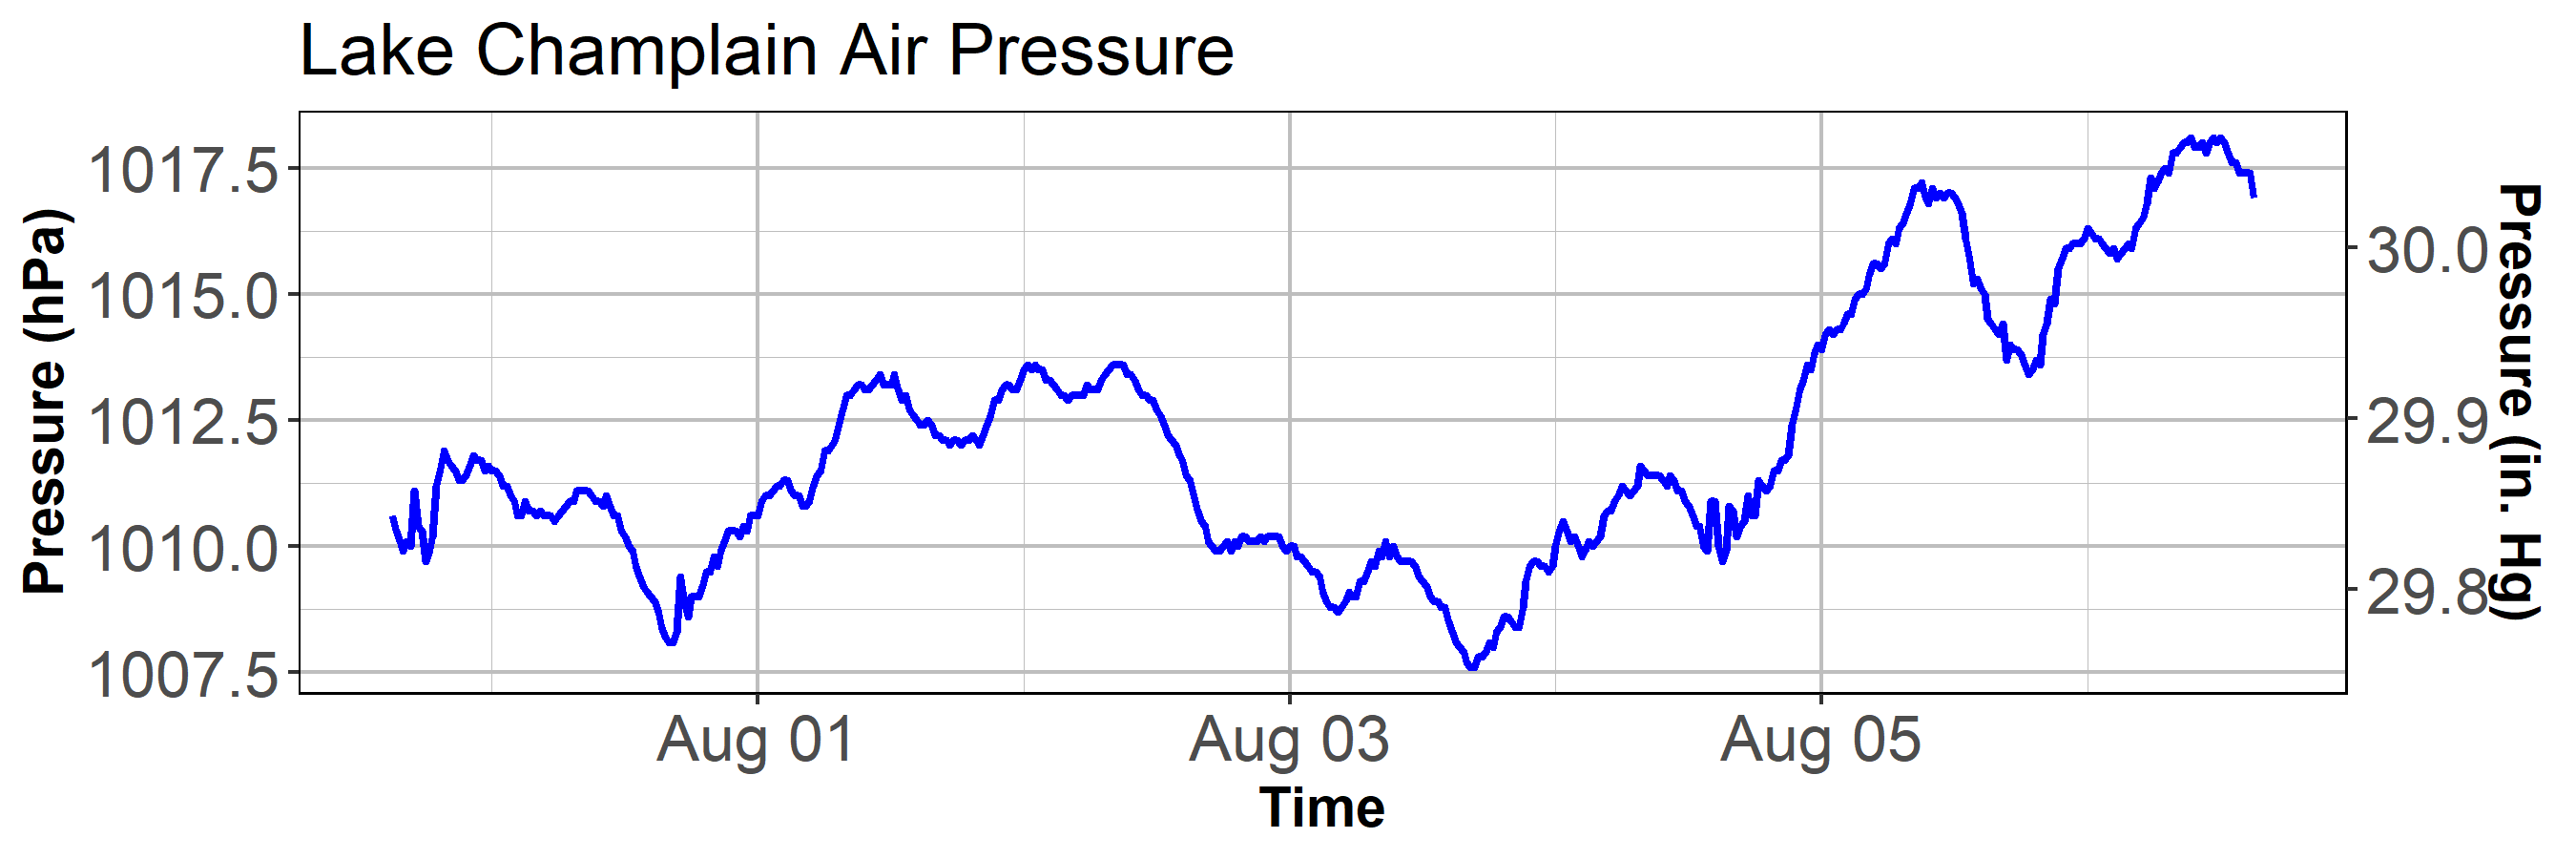 Lake Champlain Air Pressure
Pressure (hPa)
1017.5
1015.0
1012.5
1010.0
1007.5
30.0
29.9
29.8
Pressure (in. Hg)
Aug 01
Aug 03
Aug 05
Time